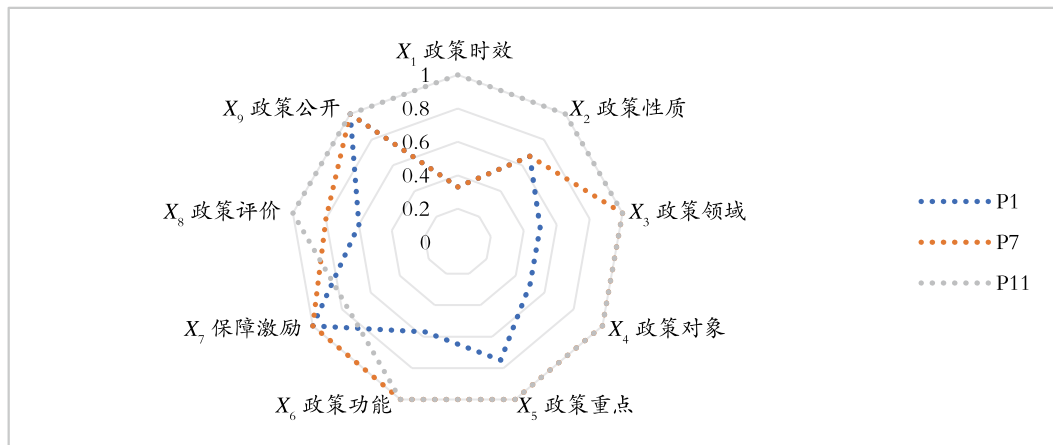 X₁ 政策时效
1
X₉ 政策公开
0.8
X₂ 政策性质
0.6
0.4
X₈ 政策评价
0.2
X₃ 政策领域
P1
0
P7
P11
X₇ 保障激励
X₄ 政策对象
X₆ 政策功能
X₅ 政策重点